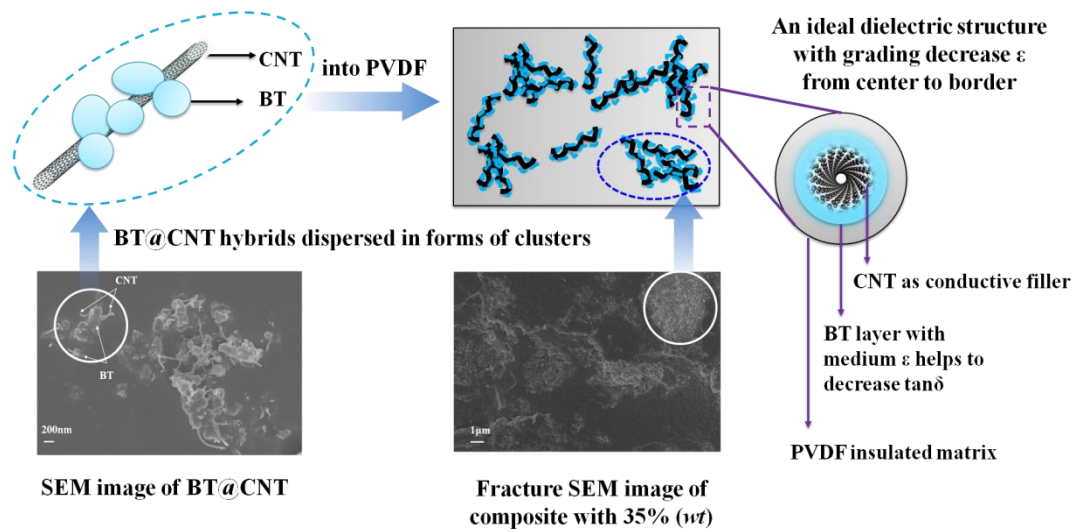 CNT
BT
into PVDF
An ideal dielectric structure
with grading decrease ε
from center to border
BT@CNT hybrids dispersed in forms of clusters
CNT
BT
200nm
1μm
CNT as conductive filler
BT layer with
medium ε helps to
decrease tanδ
PVDF insulated matrix
SEM image of BT@CNT
Fracture SEM image of
composite with 35% (wt)